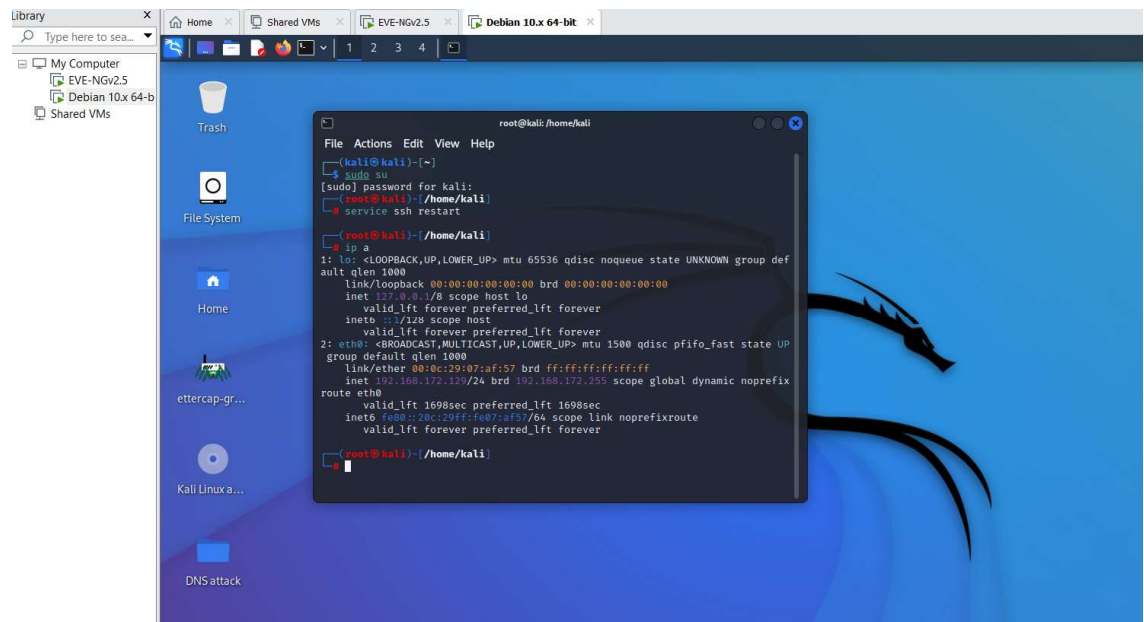 Library X
Type here to sea...
My Computer
EVE-NGv2.5
Debian 10.x 64-b
Shared VMs
Home × Shared VMs × EVE-NGv2.5 × Debian 10.x 64-bit ×
1 2 3 4
Trash
File System
Home
ettercap-gr...
Kali Linux a...
DNS attack
root@kali: /home/kali
File Actions Edit View Help
┌──(kali㉿kali)-[~]
└─$ sudo su
[sudo] password for kali:
┌──(root㉿kali)-[/home/kali]
└─# service ssh restart
┌──(root㉿kali)-[/home/kali]
└─# ip a
1: lo: <LOOPBACK,UP,LOWER_UP> mtu 65536 qdisc noqueue state UNKNOWN group def
ault qlen 1000
link/loopback 00:00:00:00:00:00 brd 00:00:00:00:00:00
inet 127.0.0.1/8 scope host lo
valid_lft forever preferred_lft forever
inet6 ::1/128 scope host
valid_lft forever preferred_lft forever
2: eth0: <BROADCAST,MULTICAST,UP,LOWER_UP> mtu 1500 qdisc pfifo_fast state UP
group default qlen 1000
link/ether 00:0c:29:07:af:57 brd ff:ff:ff:ff:ff:ff
inet 192.168.172.129/24 brd 192.168.172.255 scope global dynamic noprefix
route eth0
valid_lft 1698sec preferred_lft 1698sec
inet6 fe80::20c:29ff:fe07:af57/64 scope link noprefixroute
valid_lft forever preferred_lft forever
┌──(root㉿kali)-[/home/kali]
└─#